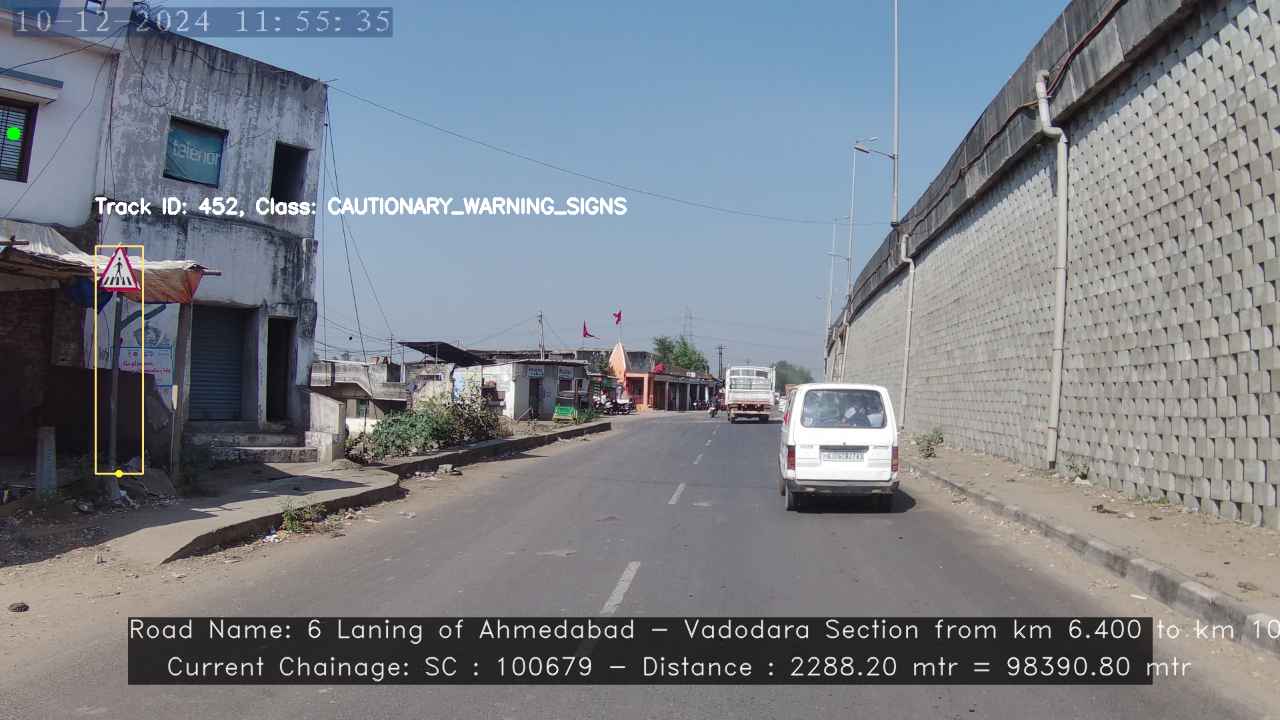 10-12-2024 11:55:35
telenor
Track ID: 452, Class: CAUTIONARY_WARNING_SIGNS
Road Name: 6 Laning of Ahmedabad - Vadodara Section from km 6.400 to km 10
Current Chainage: SC : 100679 - Distance : 2288.20 mtr = 98390.80 mtr